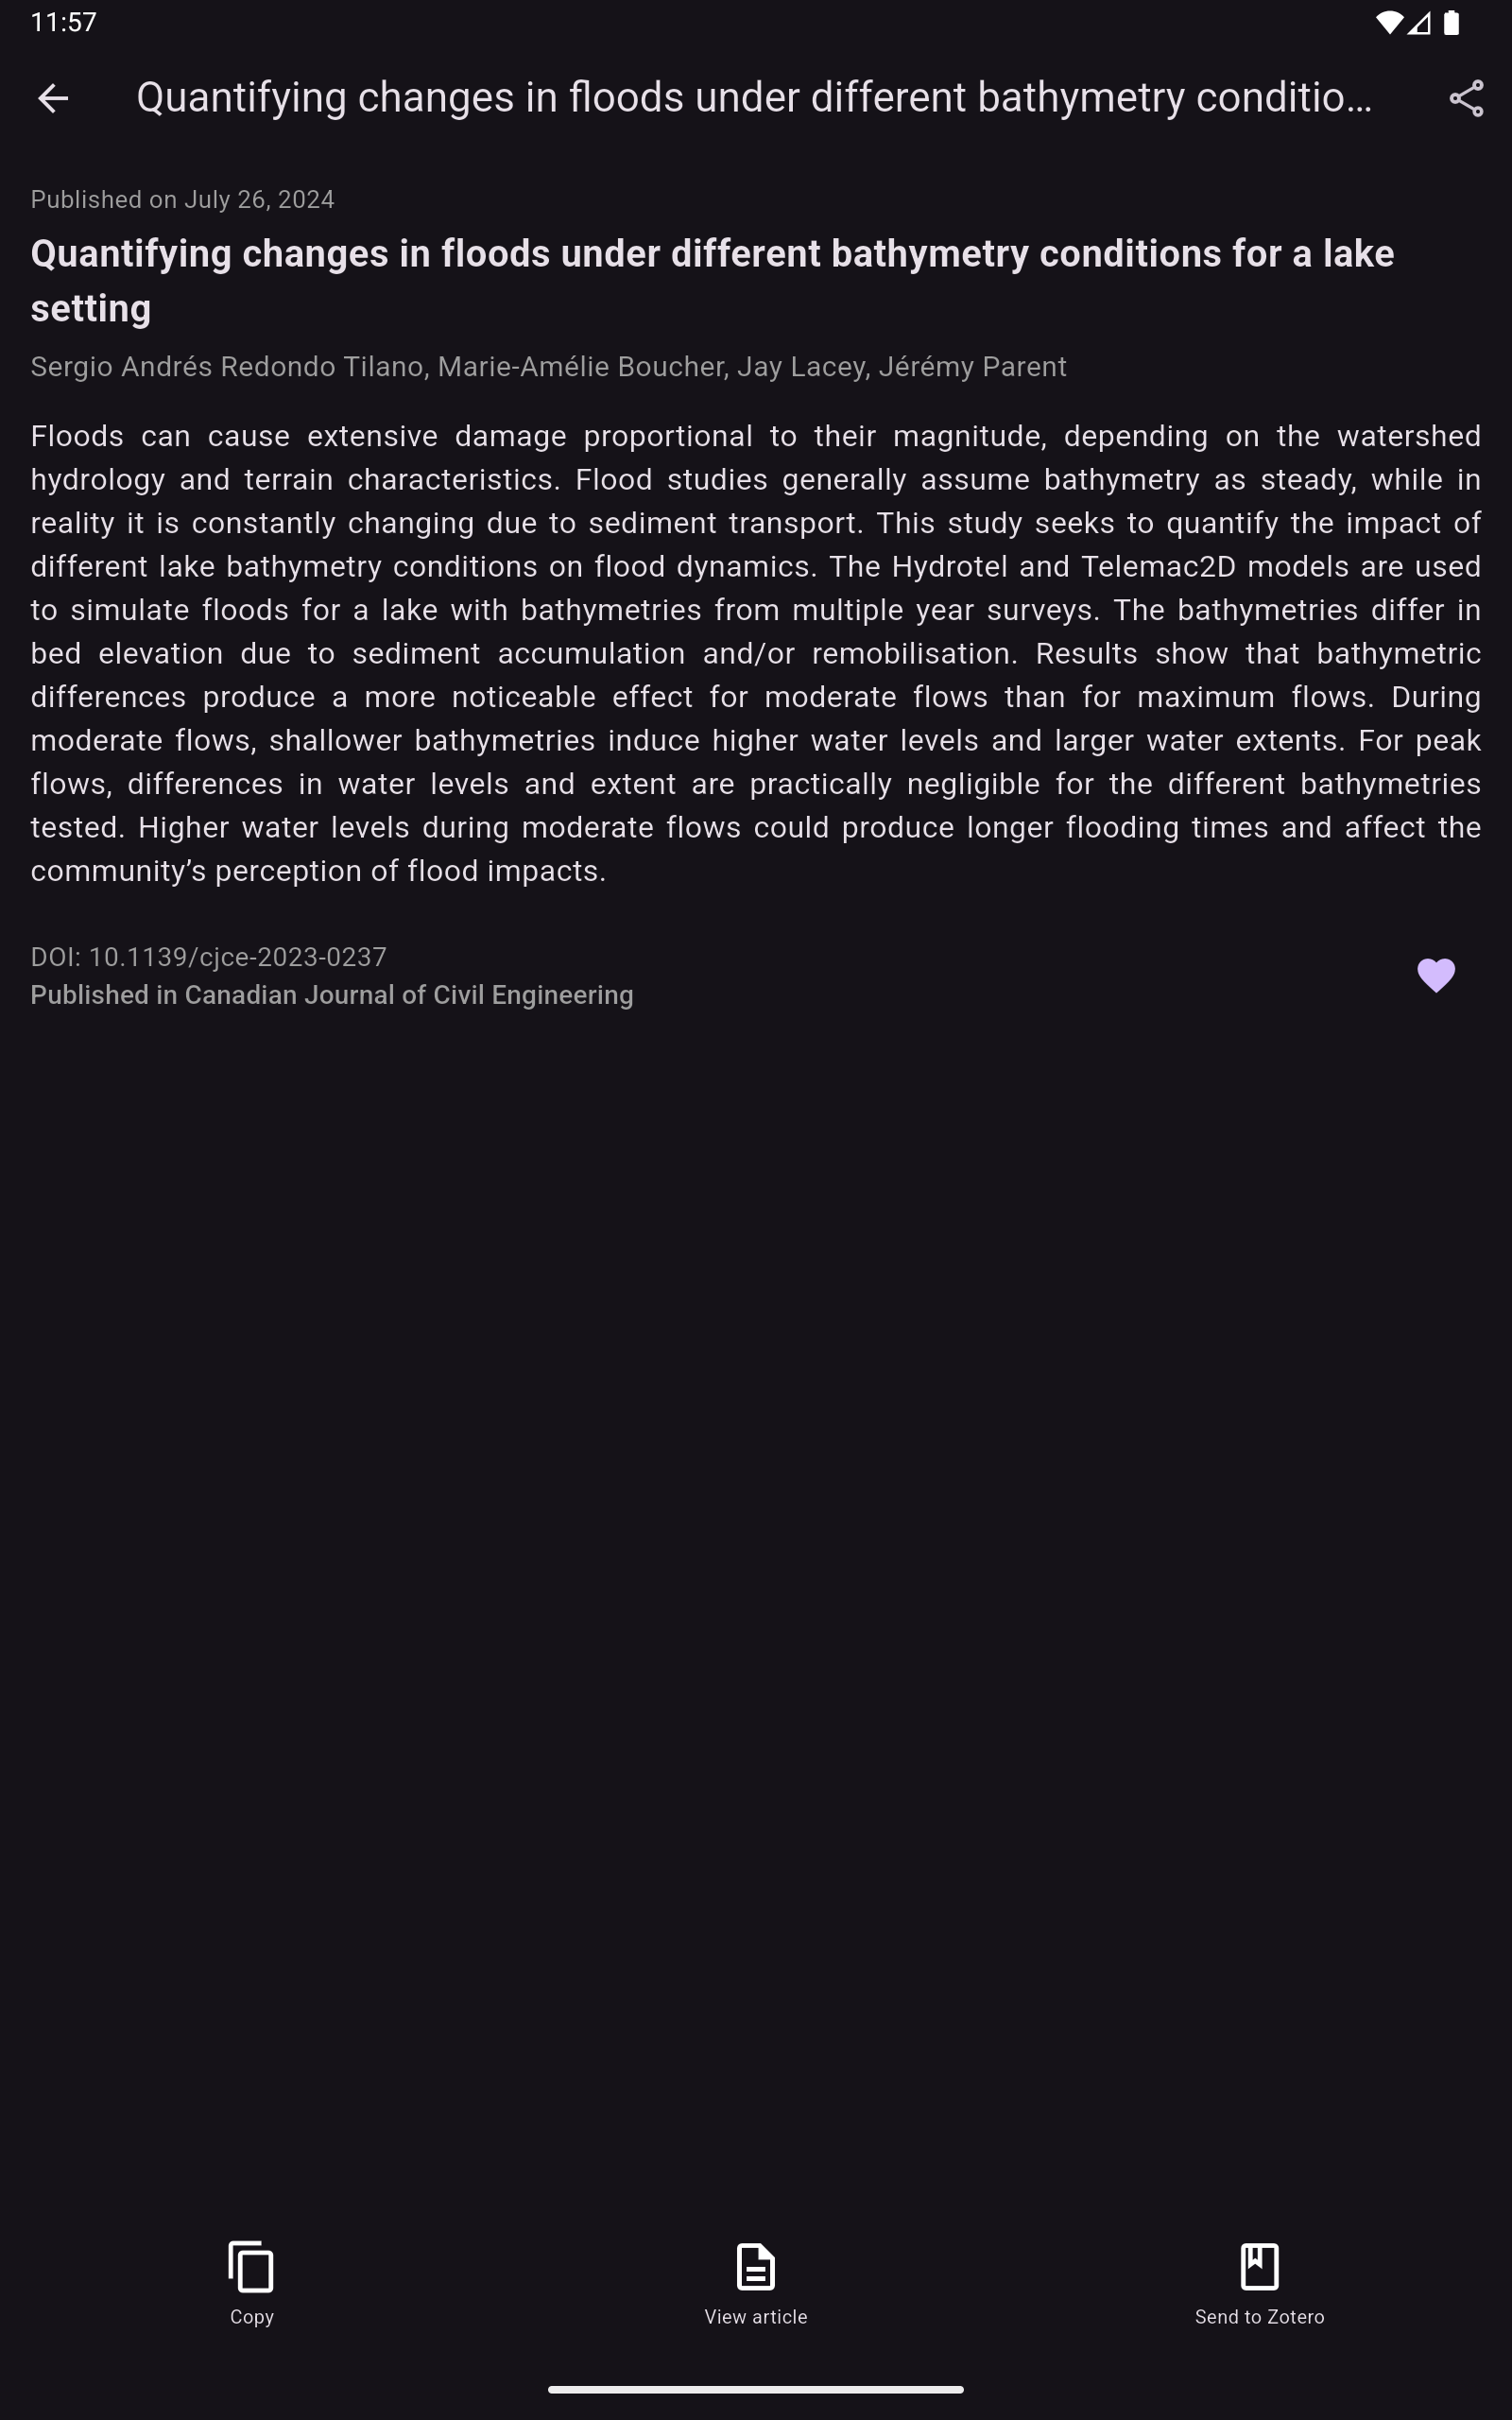 11:57
Quantifying changes in floods under different bathymetry conditio...
Published on July 26, 2024
Quantifying changes in floods under different bathymetry conditions for a lake
setting
Sergio Andrés Redondo Tilano, Marie-Amélie Boucher, Jay Lacey, Jérémy Parent
Floods can cause extensive damage proportional to their magnitude, depending on the watershed
hydrology and terrain characteristics. Flood studies generally assume bathymetry as steady, while in
reality it is constantly changing due to sediment transport. This study seeks to quantify the impact of
different lake bathymetry conditions on flood dynamics. The Hydrotel and Telemac2D models are used
to simulate floods for a lake with bathymetries from multiple year surveys. The bathymetries differ in
bed elevation due to sediment accumulation and/or remobilisation. Results show that bathymetric
differences produce a more noticeable effect for moderate flows than for maximum flows. During
moderate flows, shallower bathymetries induce higher water levels and larger water extents. For peak
flows, differences in water levels and extent are practically negligible for the different bathymetries
tested. Higher water levels during moderate flows could produce longer flooding times and affect the
community’s perception of flood impacts.
DOI: 10.1139/cjce-2023-0237
Published in Canadian Journal of Civil Engineering
Copy
View article
Send to Zotero